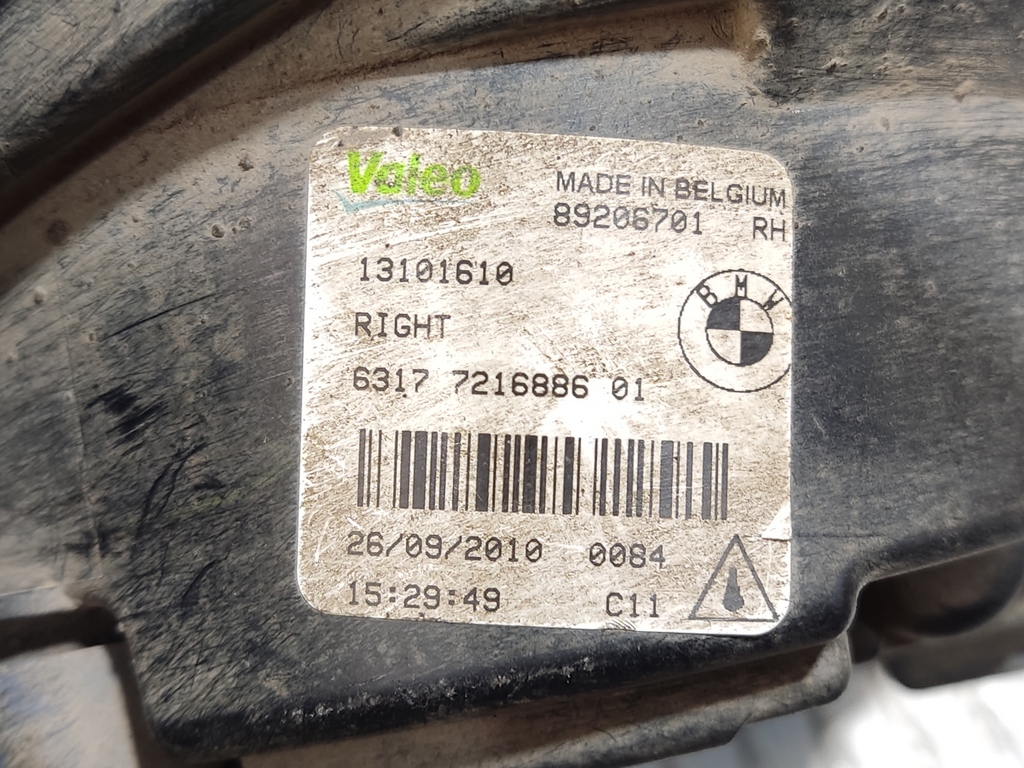 Valeo
MADE IN BELGIUM
89206701 RH
13101610
RIGHT
BMW
6317 7216886 01
26/09/2010 0084
15:29:49 C11